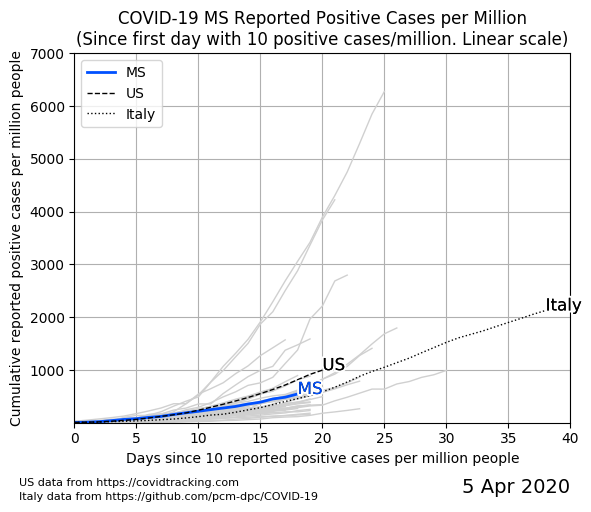 COVID-19 MS Reported Positive Cases per Million
(Since first day with 10 positive cases/million. Linear scale)
Cumulative reported positive cases per million people
7000
6000
5000
4000
3000
2000
1000
MS
US
Italy
Italy
US
MS
0
5
10
15
20
25
30
35
40
Days since 10 reported positive cases per million people
US data from https://covidtracking.com
Italy data from https://github.com/pcm-dpc/COVID-19
5 Apr 2020